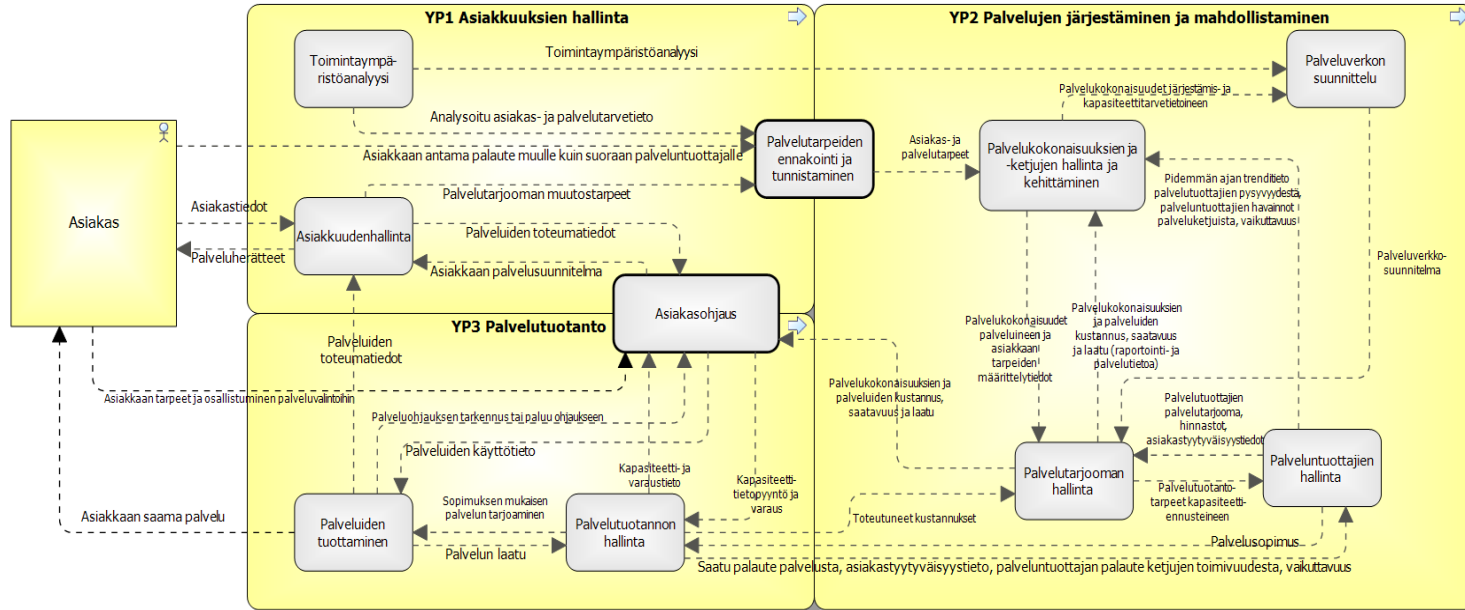 YP1 Asiakkuuksien hallinta
YP2 Palvelujen järjestäminen ja mahdollistaminen
Toimintaympä-
ristöanalyysi
Toimintaympäristöanalyysi
Palveluverkon
suunnittelu
Palvelukokonaisuudet järjestämis- ja
kapasiteettitarvetietoineen
Analysoitu asiakas- ja palvelutarvetieto
Asiakkaan antama palaute muulle kuin suoraan palveluntuottajalle
Palvelutarpeiden
ennakointi ja
tunnistaminen
Asiakas- ja
palvelutarpeet
Palvelukokonaisuuksien ja
-ketjujen hallinta ja
kehittäminen
Pidemmän ajan trenditieto
palvelutuottajien pysyvyydestä,
palveluntuottajien havainnot
palveluketjuista, vaikuttavuus
Palvelutarjooman muutostarpeet
Asiakas
Asiakastiedot
Asiakkuudenhallinta
Palveluiden toteumatiedot
Palveluherätteet
Asiakkaan palvelusuunnitelma
Palveluverkko-
suunnitelma
Asiakasohjaus
YP3 Palvelutuotanto
Palveluiden
toteumatiedot
Palvelukokonaisuudet
palveluineen ja
asiakkaan
tarpeiden
määrittelytiedot
Palvelukokonaisuuksien
ja palveluiden
kustannus, saatavuus
ja laatu (raportointi- ja
palvelutietoa)
Asiakkaan tarpeet ja osallistuminen palveluvalintoihin
Palvelukokonaisuuksien ja
palveluiden kustannus,
saatavuus ja laatu
Palvelutuottajien
palvelutarjooma,
hinnastot,
asiakastyytyväisyystiedot
Palveluohjauksen tarkennus tai paluu ohjaukseen
Palveluiden käyttötieto
Kapasiteetti- ja
varaustieto
Kapasiteetti-
tietopyyntö ja
varaus
Palvelutarjooman
hallinta
Palveluntuottajien
hallinta
Palvelutuotanto-
tarpeet kapasiteetti-
ennusteineen
Asiakkaan saama palvelu
Palveluiden
tuottaminen
Sopimuksen mukaisen
palvelun tarjoaminen
Palvelun laatu
Palvelutuotannon
hallinta
Toteutuneet kustannukset
Palvelusopimus
Saatu palaute palvelusta, asiakastyytyväisyystieto, palveluntuottajan palaute ketjujen toimivuudesta, vaikuttavuus